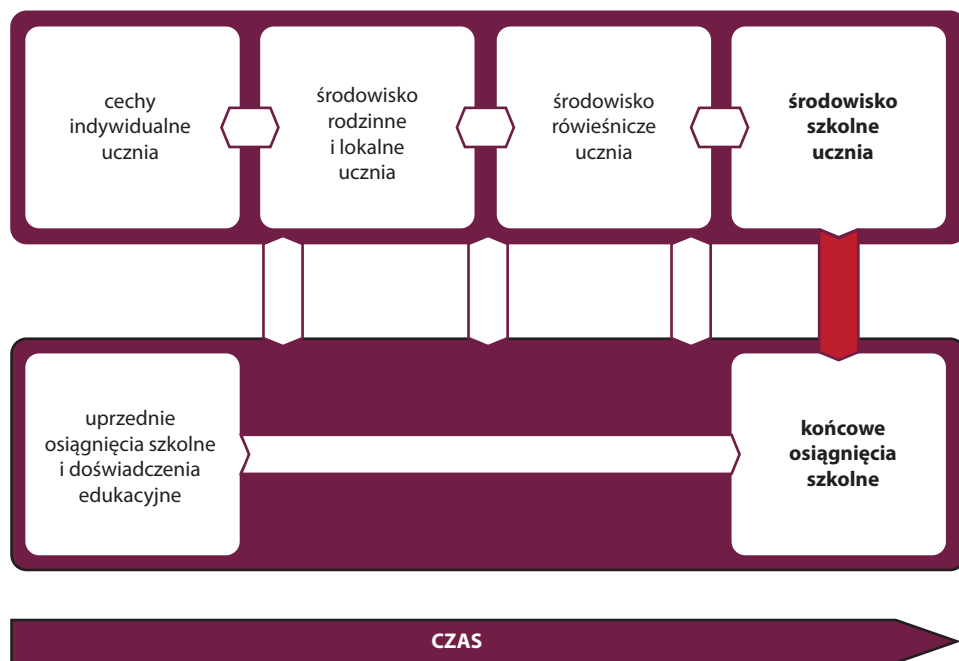 cechy
indywidualne
ucznia
środowisko
rodzinne
i lokalne
ucznia
środowisko
rówieśnicze
ucznia
środowisko
szkolne
ucznia
uprzednie
osiągnięcia szkolne
i doświadczenia
edukacyjne
końcowe
osiągnięcia
szkolne
CZAS